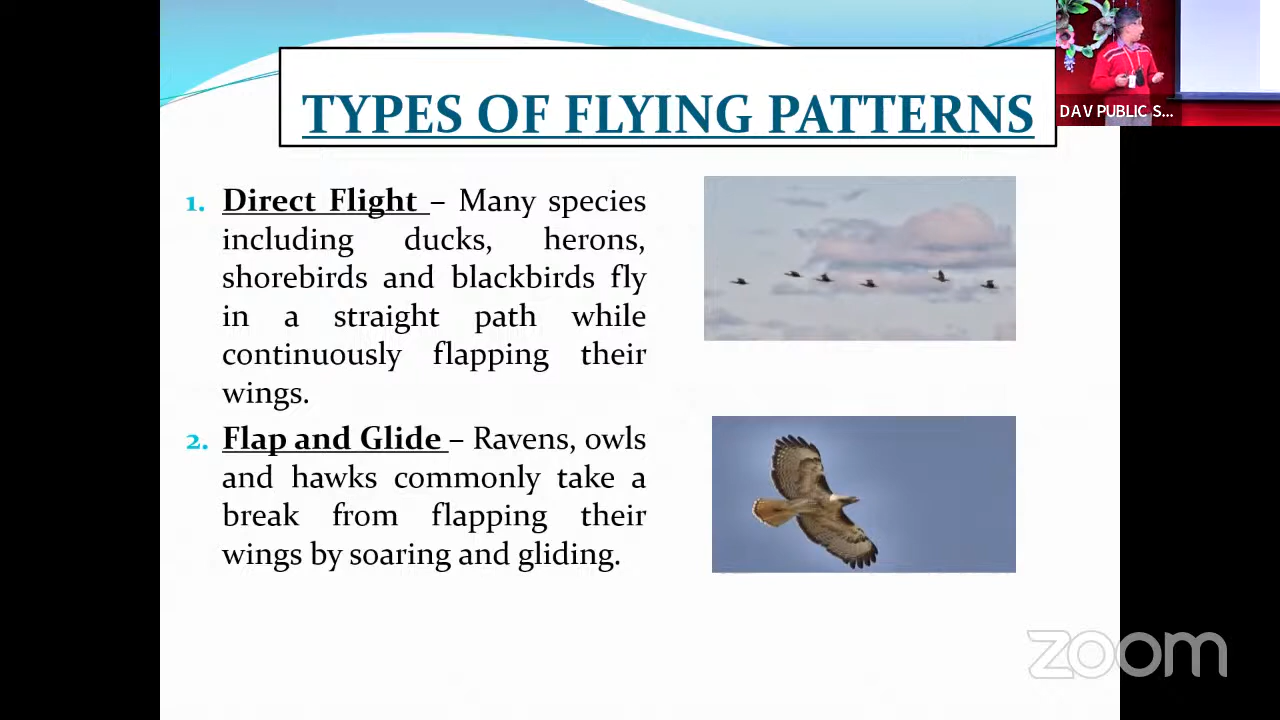 TYPES OF FLYING PATTERNS
DAV PUBLIC S...
1. Direct Flight – Many species
including ducks, herons,
shorebirds and blackbirds fly
in a straight path while
continuously flapping their
wings.
2. Flap and Glide – Ravens, owls
and hawks commonly take a
break from flapping their
wings by soaring and gliding.
zoom